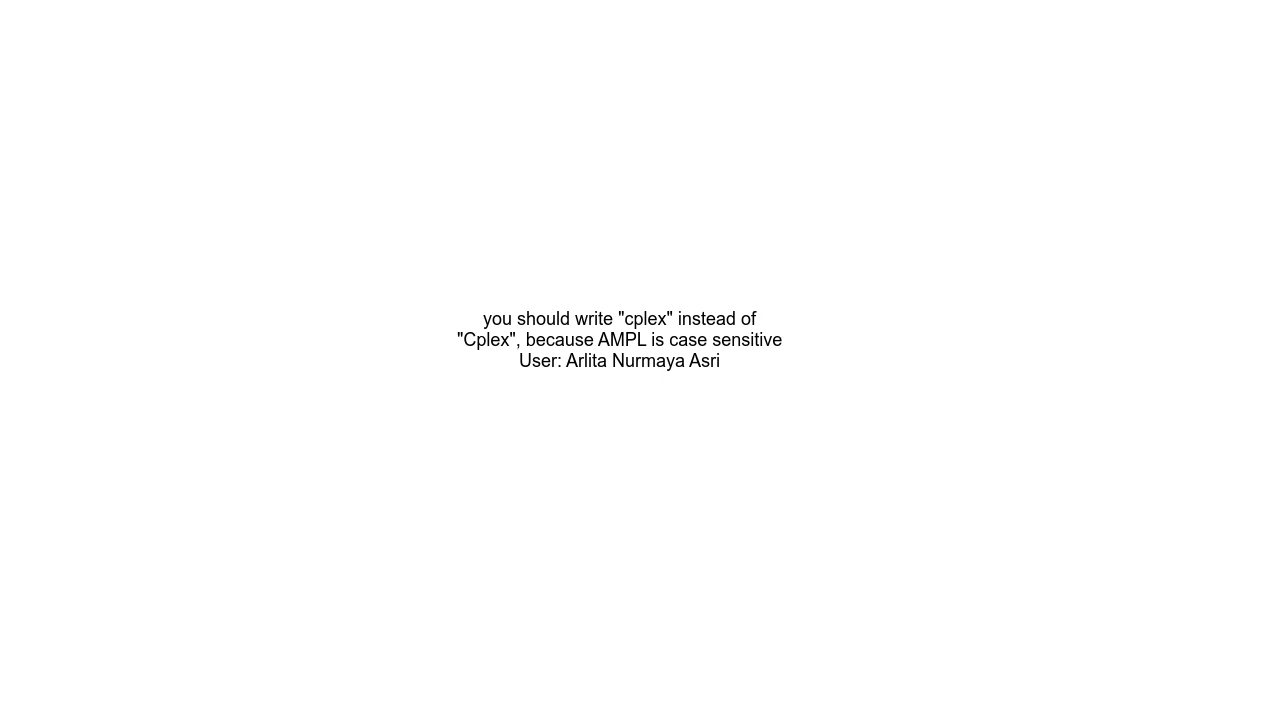 you should write "cplex" instead of
"Cplex", because AMPL is case sensitive
User: Arlita Nurmaya Asri